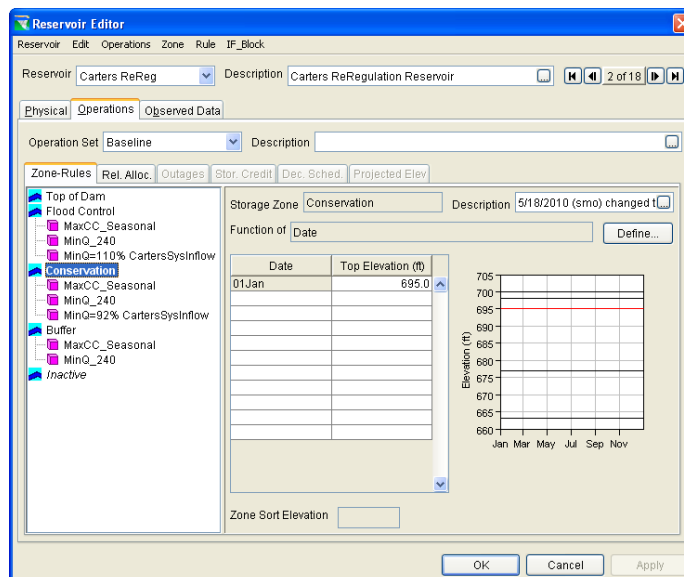 Reservoir Editor
Reservoir Edit Operations Zone Rule IF_Block
Reservoir Carters ReReg Description Carters ReRegulation Reservoir ... 2 of 18
Physical Operations Observed Data
Operation Set Baseline Description ...
Zone-Rules Rel. Alloc. Outages Stor. Credit Dec. Sched. Projected Elev
Top of Dam
Flood Control
MaxCC_Seasonal
MinQ_240
MinQ=110% CartersSysInflow
Conservation
MaxCC_Seasonal
MinQ_240
MinQ=92% CartersSysInflow
Buffer
MaxCC_Seasonal
MinQ_240
Inactive
Storage Zone Conservation Description 5/18/2010 (smo) changed t ...
Function of Date Define...
Date Top Elevation (ft)
01Jan 695.0
705
700
695
690
685
680
675
670
665
660
Elevation (ft)
Jan Mar May Jul Sep Nov
Zone Sort Elevation
OK Cancel Apply